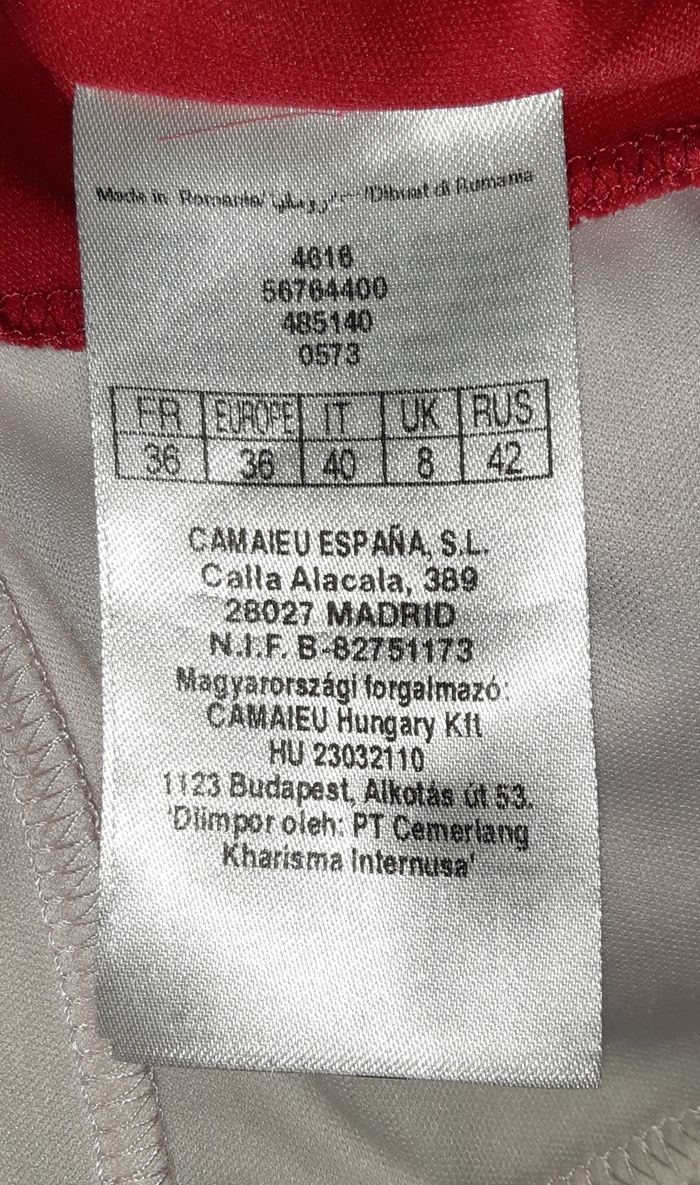 Made in Romania/ /Dibuat di Rumania
4616
56764400
485140
0573
FR EUROPE IT UK RUS
36 36 40 8 42
CAMAIEU ESPAÑA, S.L.
Calla Alacala, 389
28027 MADRID
N.I.F. B-82751173
Magyarországi forgalmazó:
CAMAIEU Hungary Kft
HU 23032110
1123 Budapest, Alkotás út 53.
'Diimpor oleh: PT Cemerlang
Kharisma Internusa'